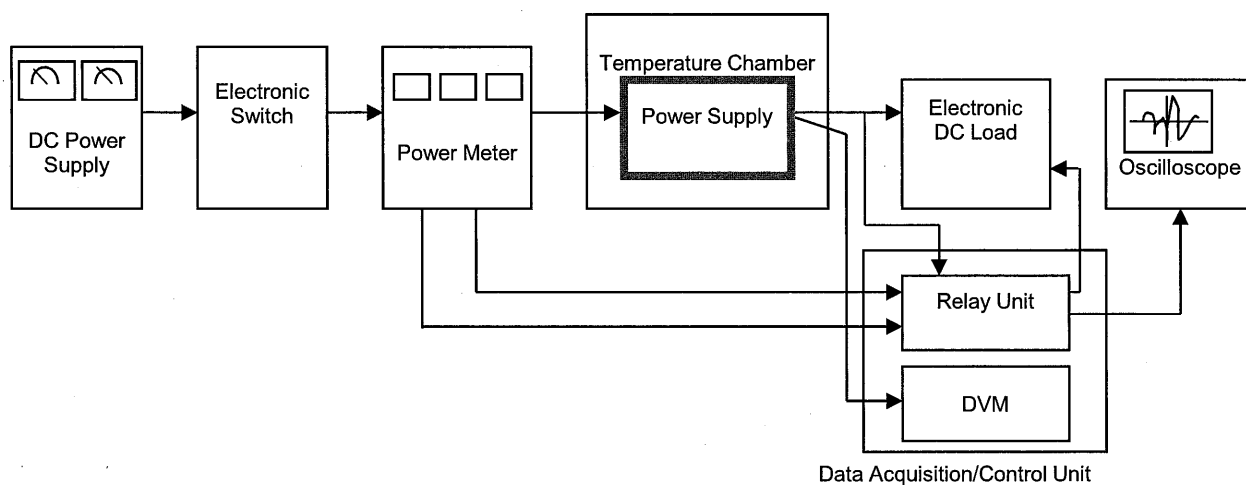 DC Power
Supply
Electronic
Switch
Power Meter
Temperature Chamber
Power Supply
Electronic
DC Load
Oscilloscope
Relay Unit
DVM
Data Acquisition/Control Unit